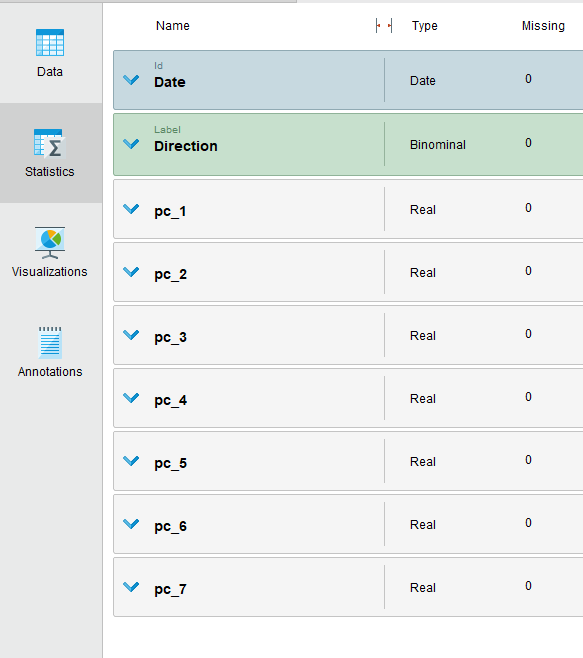 Name Type Missing
Data
Id
Date Date 0
Label
Direction Binominal 0
Statistics
pc_1 Real 0
Visualizations
pc_2 Real 0
pc_3 Real 0
Annotations
pc_4 Real 0
pc_5 Real 0
pc_6 Real 0
pc_7 Real 0